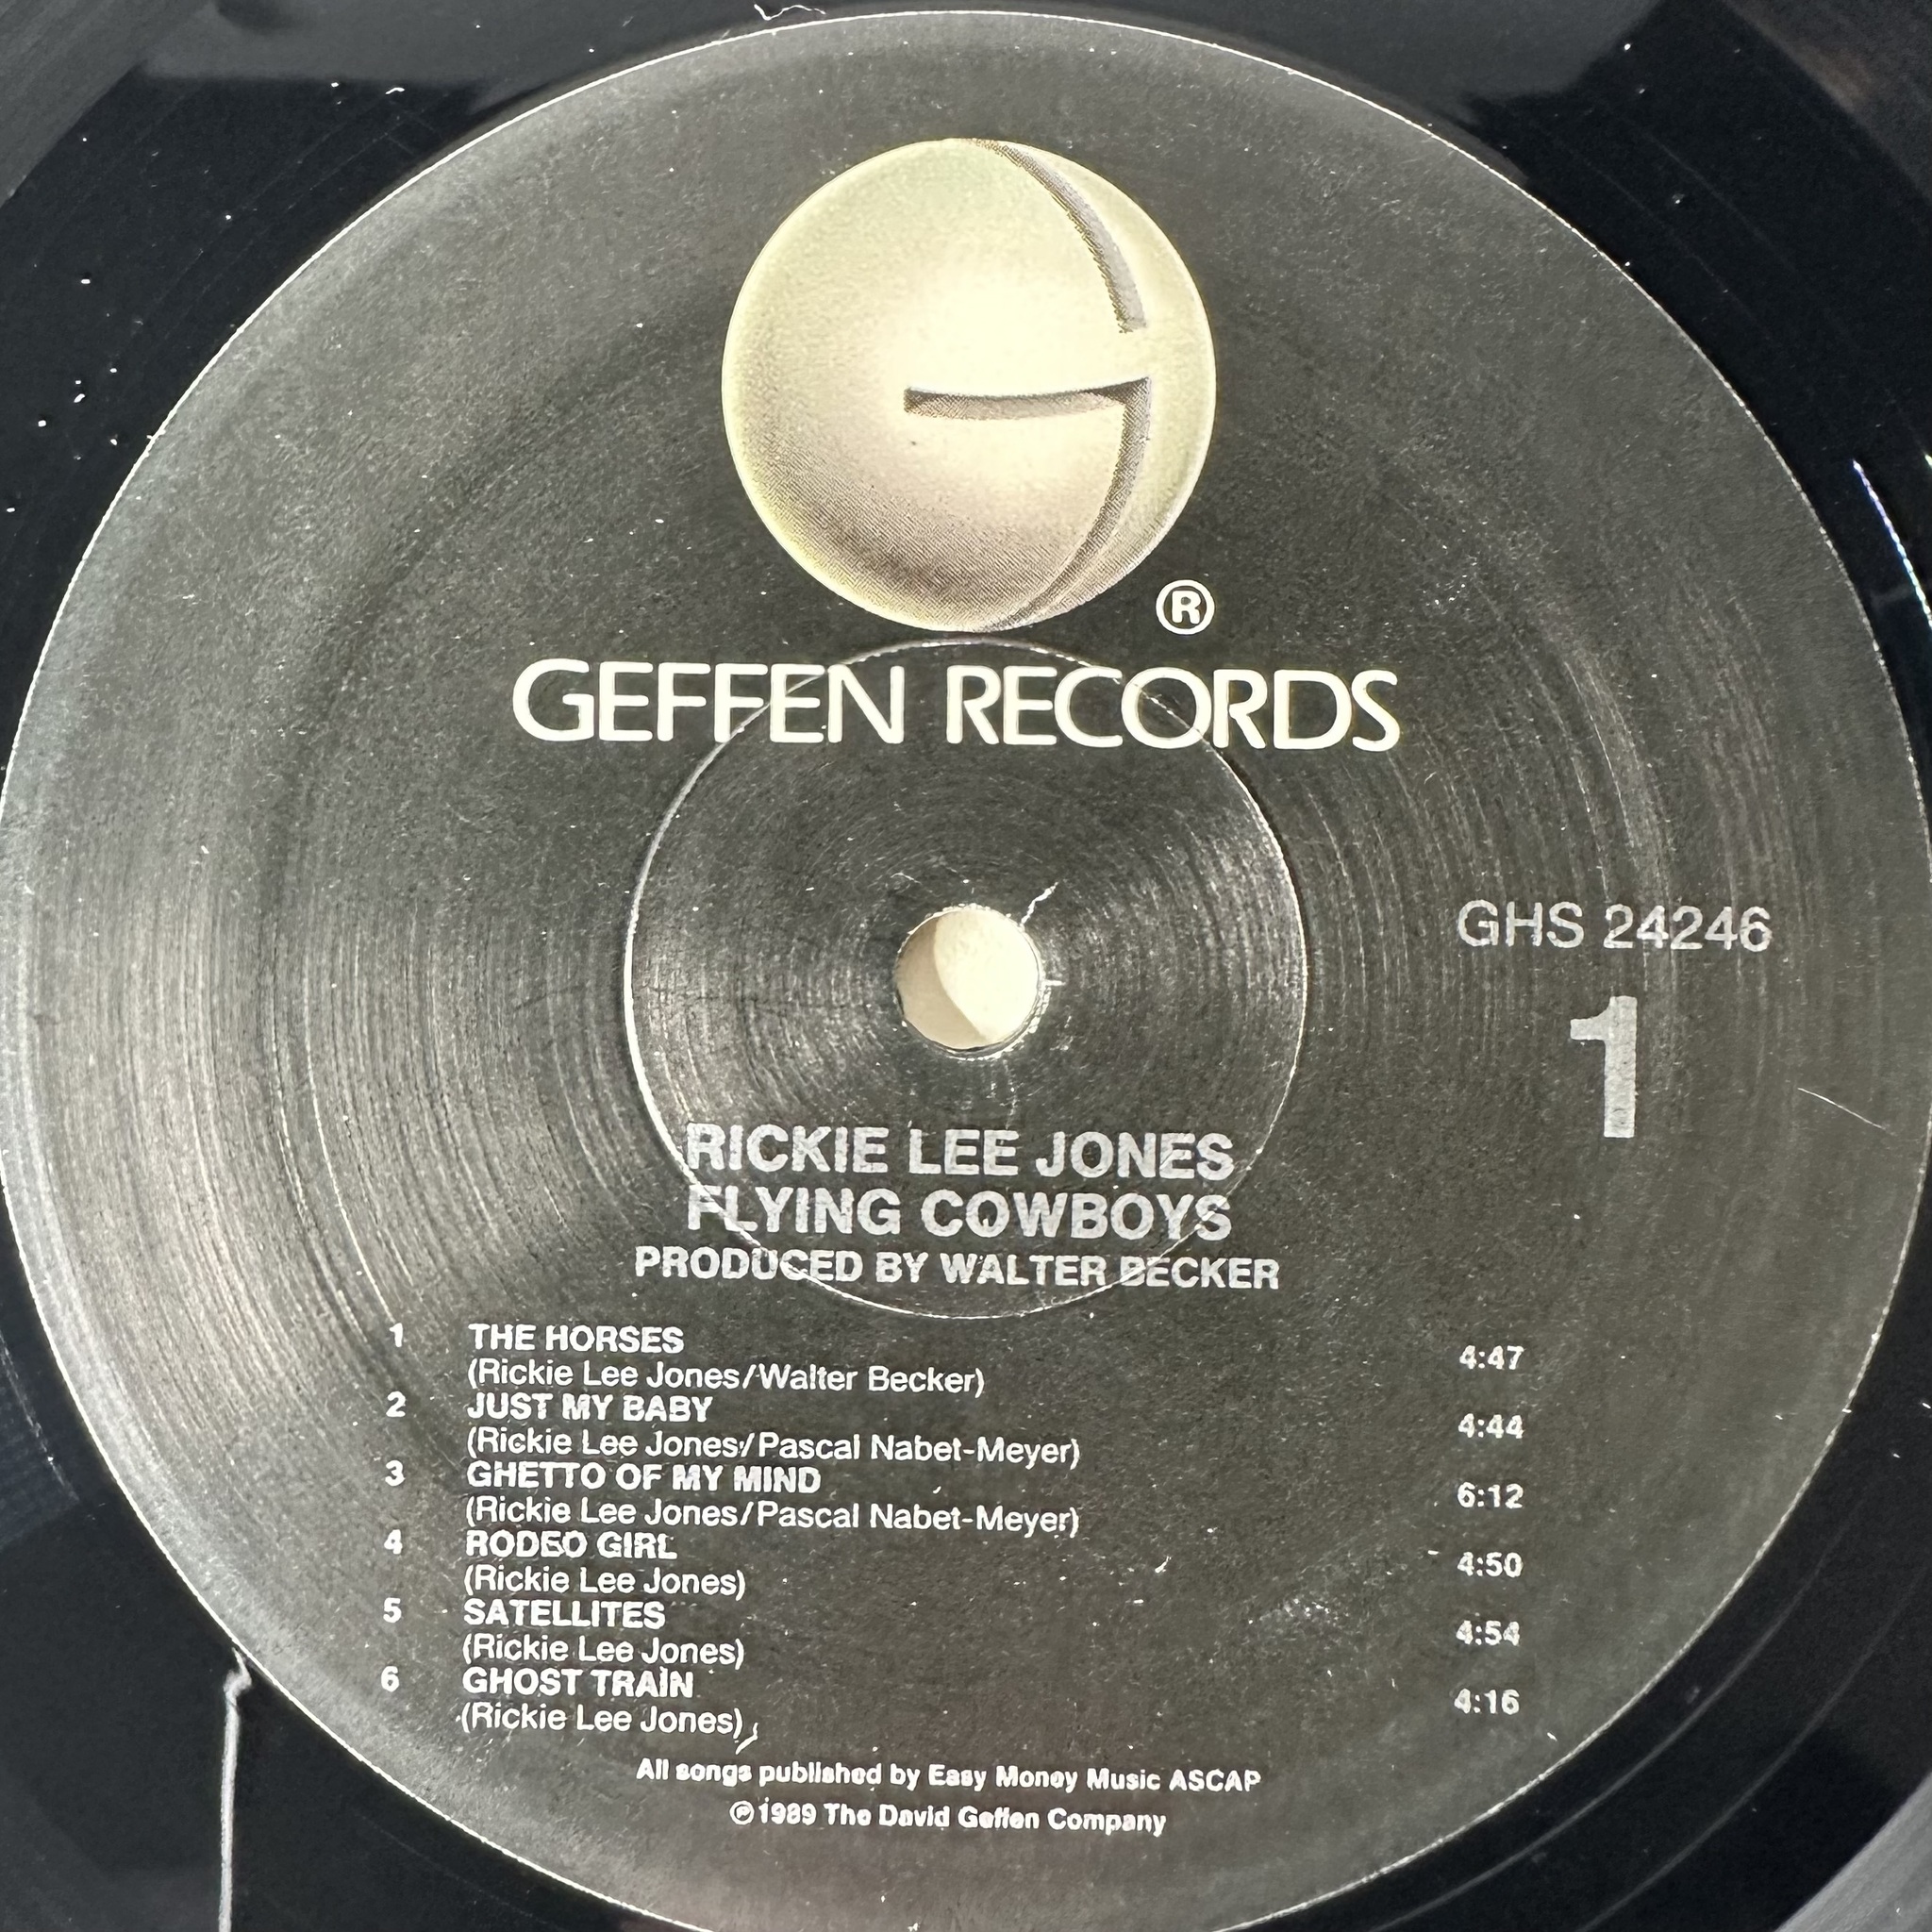 ®
GEFFEN RECORDS
GHS 24246
1
RICKIE LEE JONES
FLYING COWBOYS
PRODUCED BY WALTER BECKER
1 THE HORSES 4:47
(Rickie Lee Jones/Walter Becker)
2 JUST MY BABY 4:44
(Rickie Lee Jones/Pascal Nabet-Meyer)
3 GHETTO OF MY MIND 6:12
(Rickie Lee Jones/Pascal Nabet-Meyer)
4 RODEO GIRL 4:50
(Rickie Lee Jones)
5 SATELLITES 4:54
(Rickie Lee Jones)
6 GHOST TRAIN 4:16
(Rickie Lee Jones)
All songs published by Easy Money Music ASCAP
℗1989 The David Geffen Company